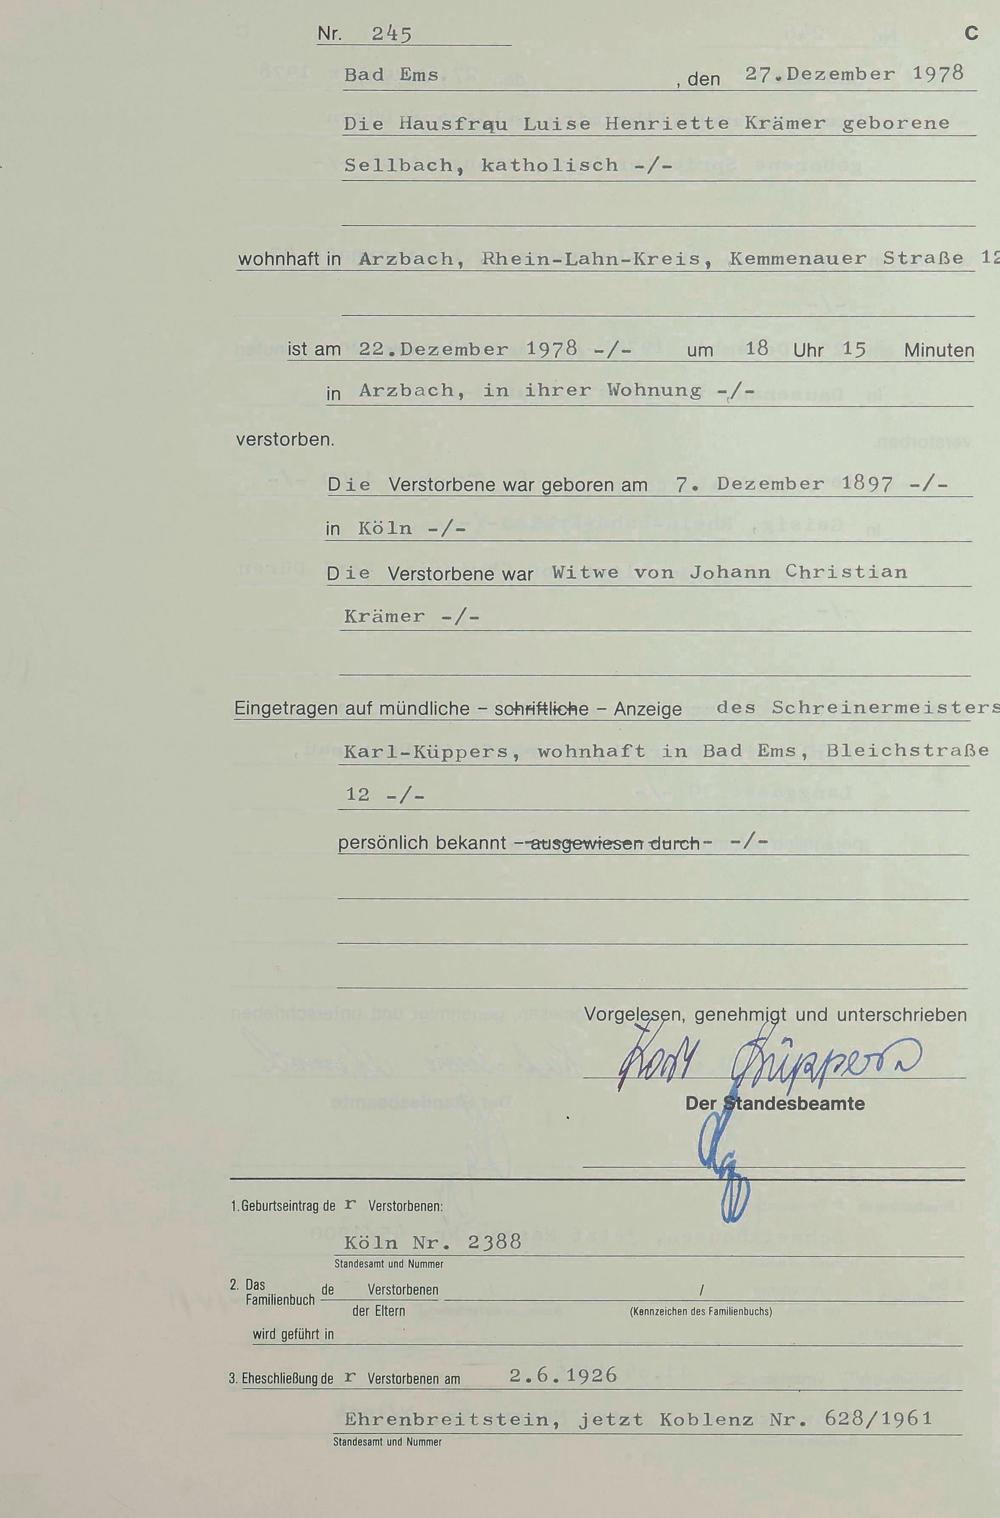 Nr. 245 C
Bad Ems , den 27.Dezember 1978
Die Hausfrau Luise Henriette Krämer geborene
Sellbach, katholisch -/-
wohnhaft in Arzbach, Rhein-Lahn-Kreis, Kemmenauer Straße 12
ist am 22.Dezember 1978 -/- um 18 Uhr 15 Minuten
in Arzbach, in ihrer Wohnung -/-
verstorben.
Die Verstorbene war geboren am 7. Dezember 1897 -/-
in Köln -/-
Die Verstorbene war Witwe von Johann Christian
Krämer -/-
Eingetragen auf mündliche – schriftliche – Anzeige des Schreinermeisters
Karl-Küppers, wohnhaft in Bad Ems, Bleichstraße
12 -/-
persönlich bekannt – ausgewiesen durch - -/-
Vorgelesen, genehmigt und unterschrieben
Karl Küppers
Der Standesbeamte
1. Geburtseintrag de r Verstorbenen:
Köln Nr. 2388
Standesamt und Nummer
2. Das Familienbuch de Verstorbenen /
der Eltern (Kennzeichen des Familienbuchs)
wird geführt in
3. Eheschließung de r Verstorbenen am 2.6.1926
Ehrenbreitstein, jetzt Koblenz Nr. 628/1961
Standesamt und Nummer